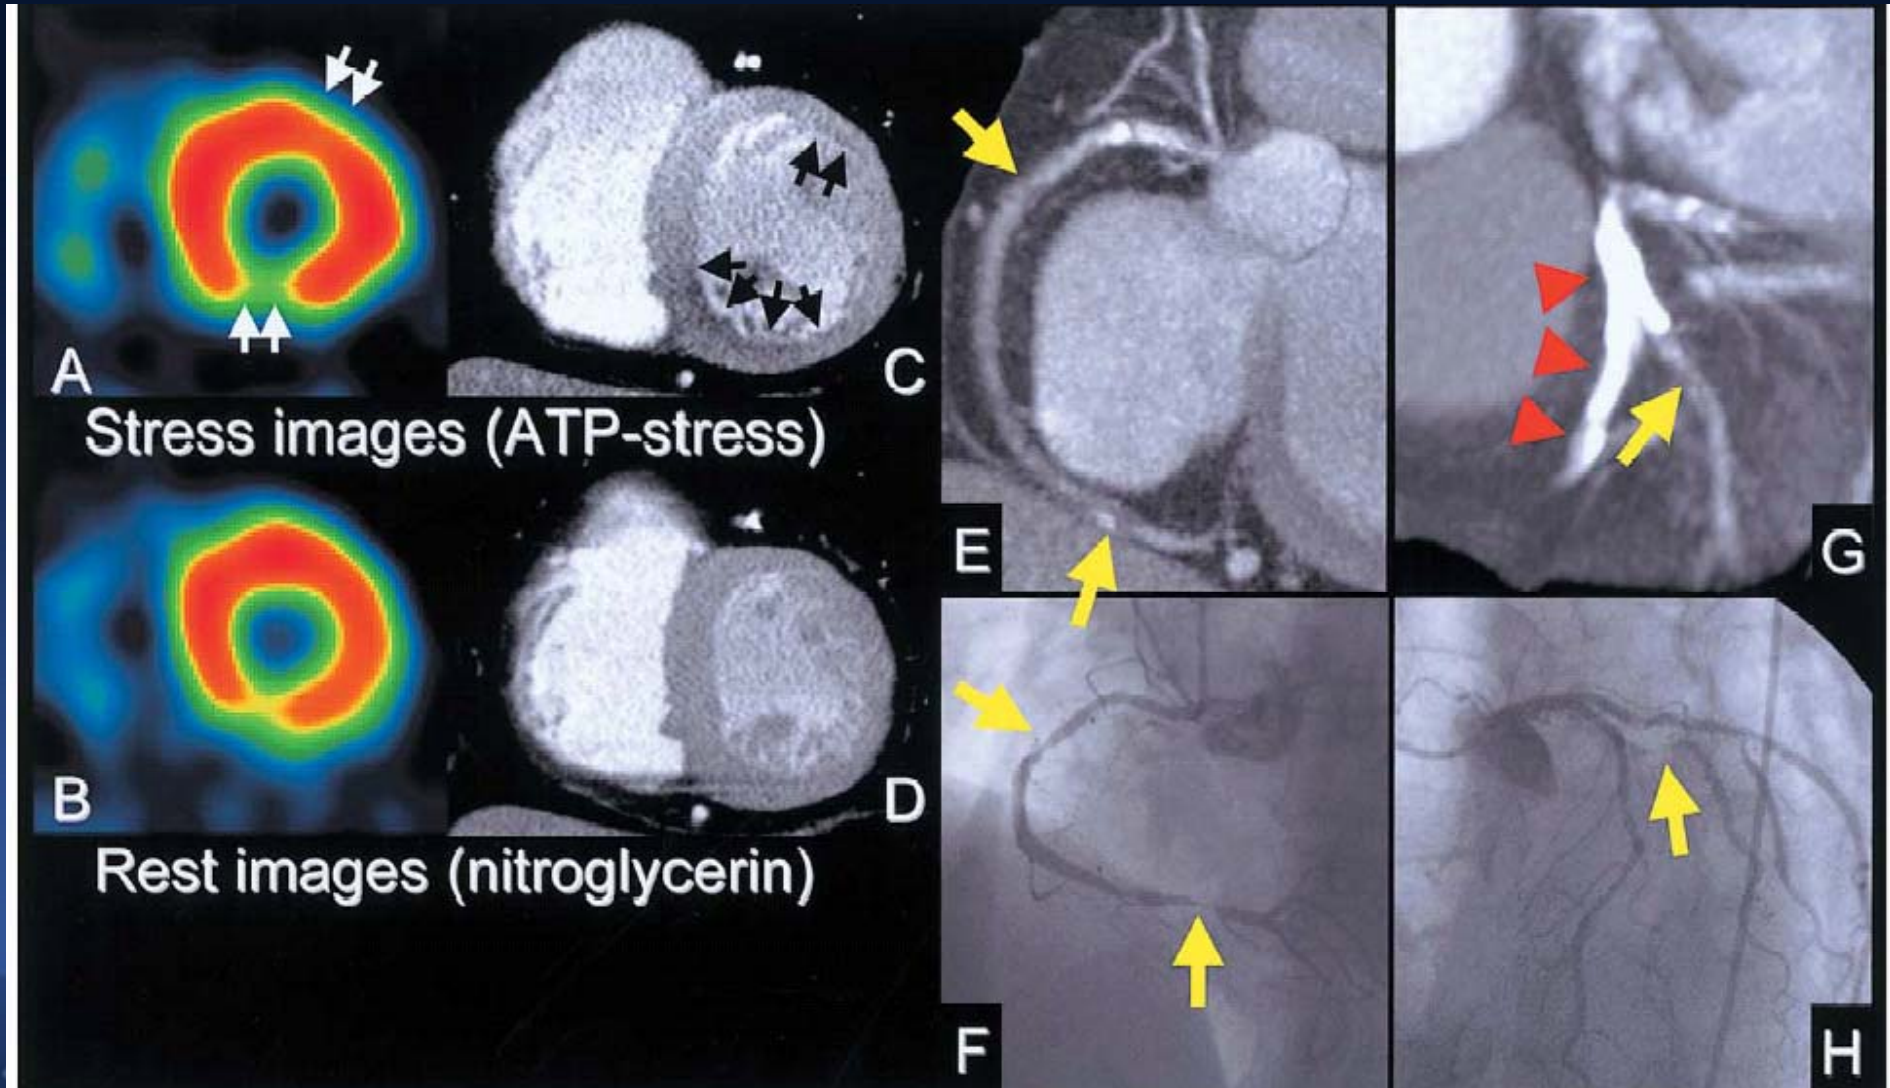 A
C
Stress images (ATP-stress)
B
D
Rest images (nitroglycerin)
E
G
F
H